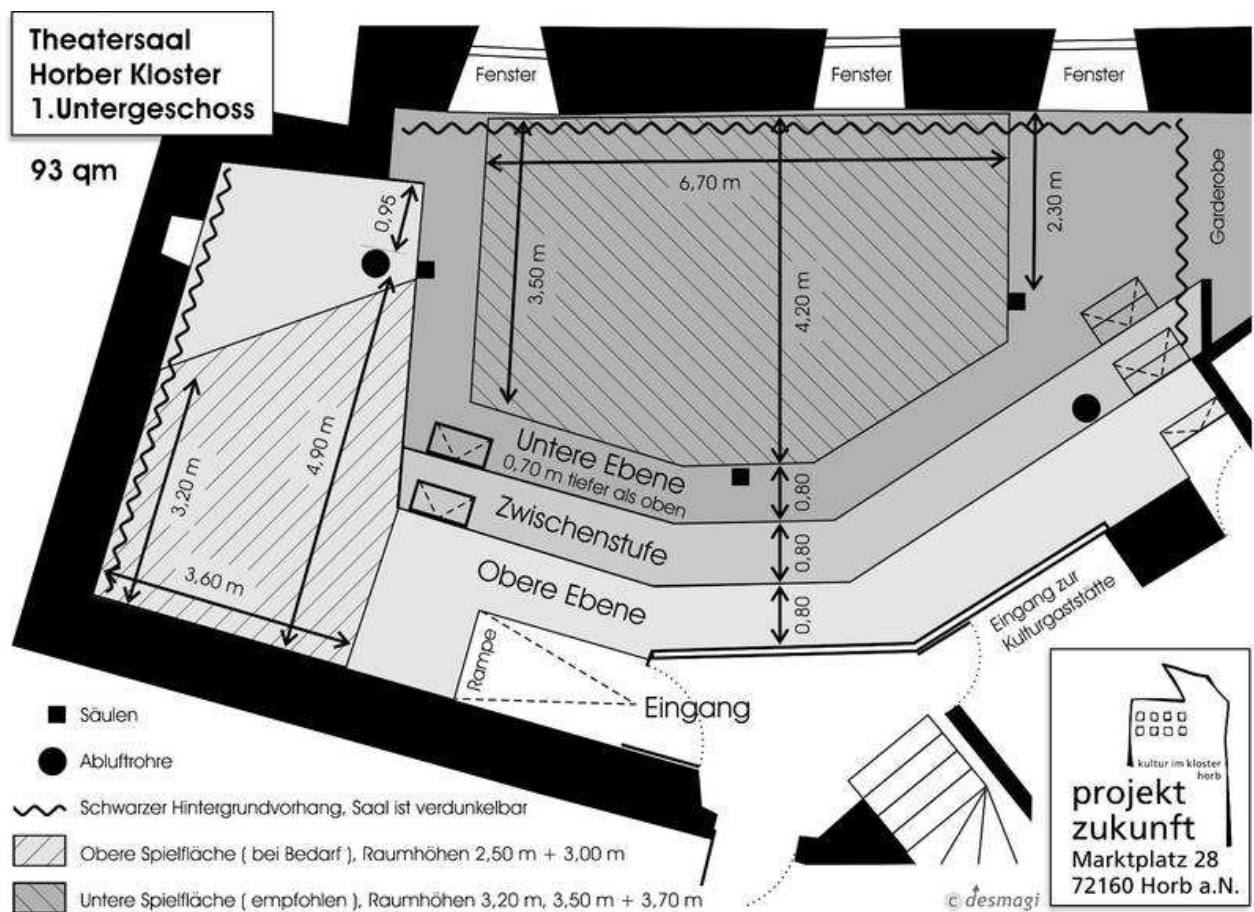 Theatersaal
Horber Kloster
1.Untergeschoss
93 qm
Fenster
Fenster
Fenster
Garderobe
6,70 m
3,50 m
4,20 m
2,30 m
0,95
4,90 m
3,20 m
3,60 m
Untere Ebene
0,70 m tiefer als oben
Zwischenstufe
Obere Ebene
0,80
0,80
0,80
Rampe
Eingang
Eingang zur
Kulturgaststätte
Säulen
Abluftrohre
Schwarzer Hintergrundvorhang, Saal ist verdunkelbar
Obere Spielfläche ( bei Bedarf ), Raumhöhen 2,50 m + 3,00 m
Untere Spielfläche ( empfohlen ), Raumhöhen 3,20 m, 3,50 m + 3,70 m
© desmagi
kultur im kloster
horb
projekt
zukunft
Marktplatz 28
72160 Horb a.N.